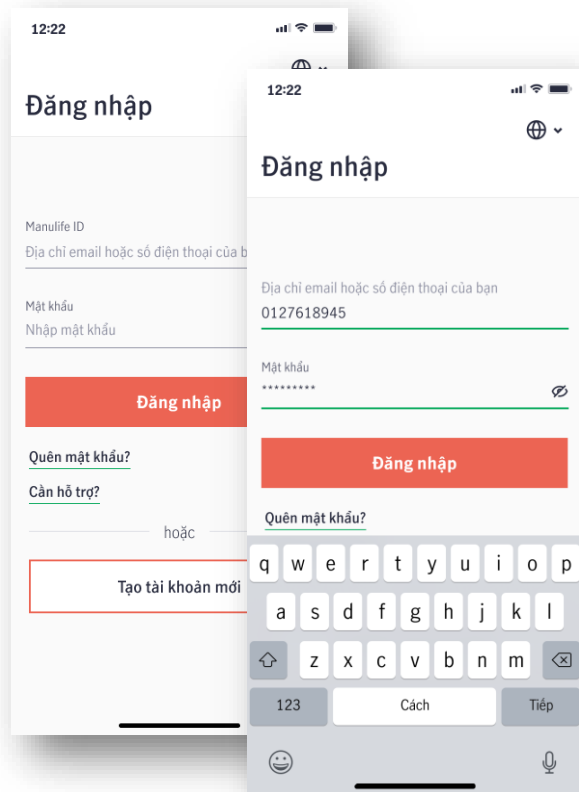 12:22
Đăng nhập
Manulife ID
Địa chỉ email hoặc số điện thoại của
Mật khẩu
Nhập mật khẩu
Đăng nhập
Quên mật khẩu?
Cần hỗ trợ?
hoặc
Tạo tài khoản mới
12:22
Đăng nhập
Địa chỉ email hoặc số điện thoại của bạn
0127618945
Mật khẩu
*********
Đăng nhập
Quên mật khẩu?
q w e r t y u i o p
a s d f g h j k l
z x c v b n m
123 Cách Tiếp